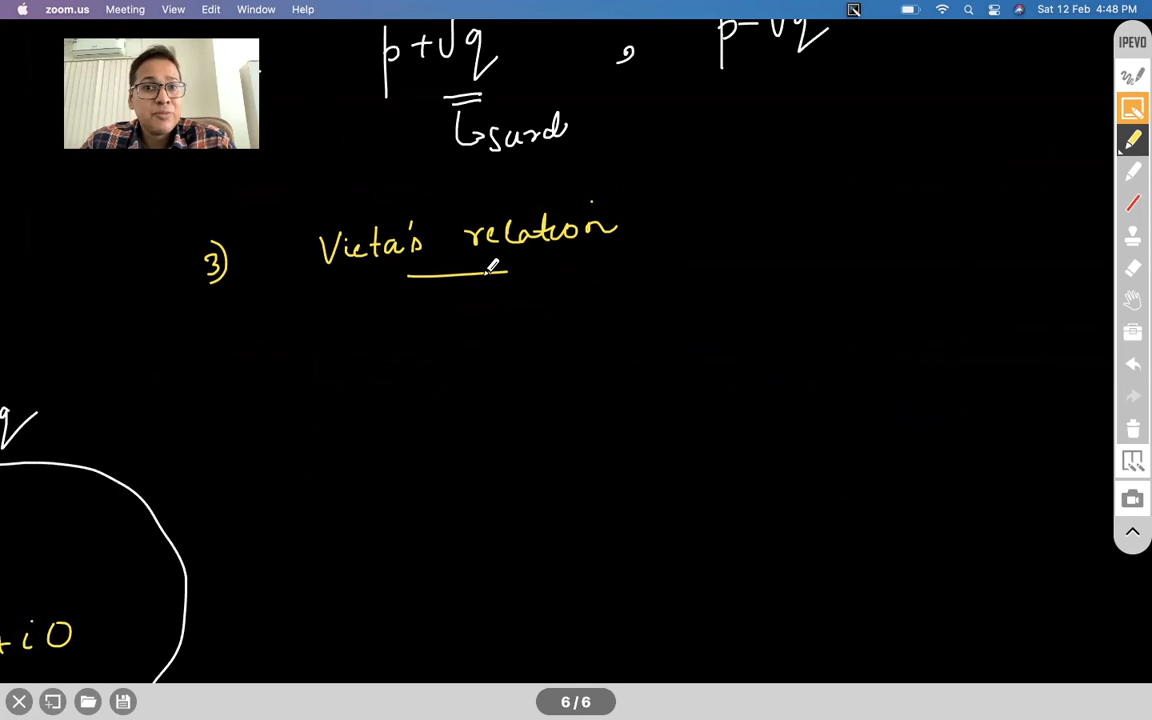 zoom.us Meeting View Edit Window Help Sat 12 Feb 4:48 PM
p+√q , p-√q
IPEVO
↳surd
3) Vieta's relation
q
+i0
6/6